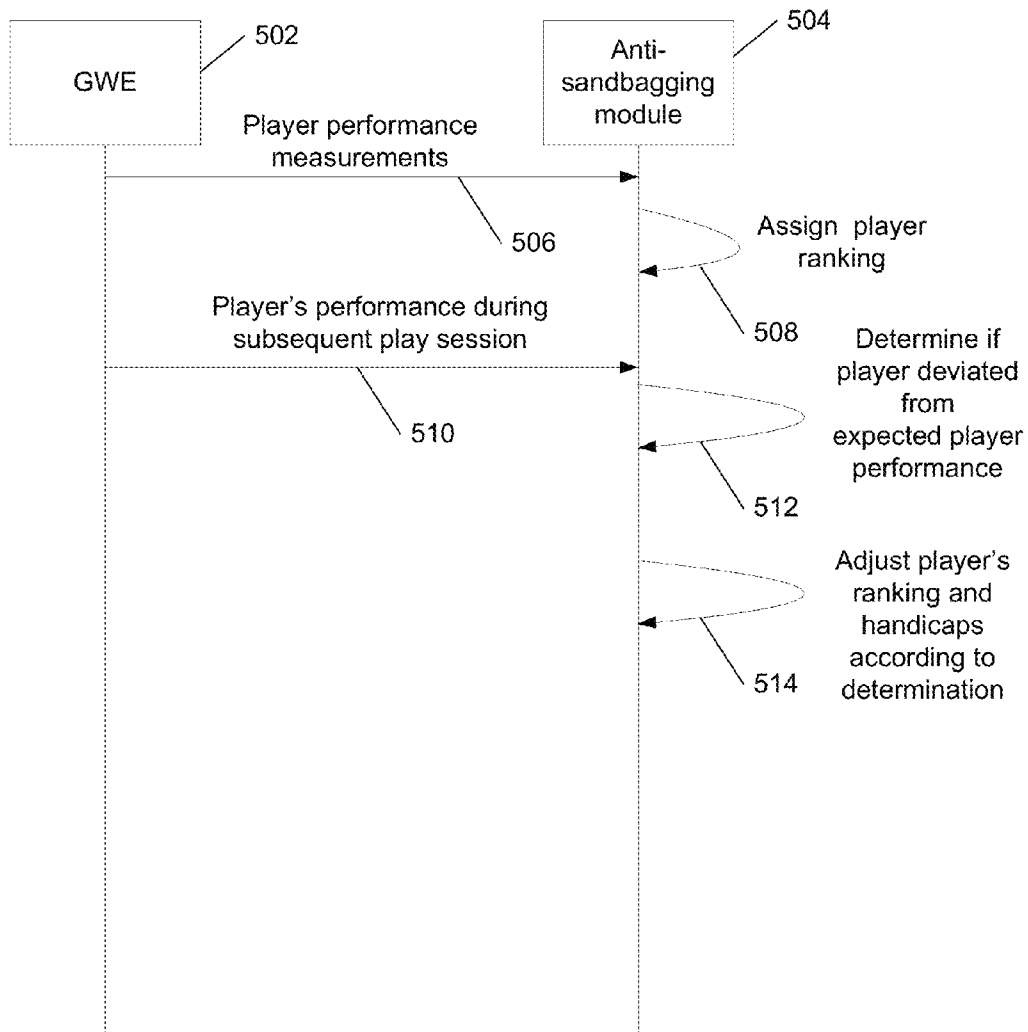 GWE
502
Anti-
sandbagging
module
504
Player performance
measurements
506
Assign player
ranking
508
Player's performance during
subsequent play session
510
Determine if
player deviated
from
expected player
performance
512
Adjust player's
ranking and
handicaps
according to
determination
514